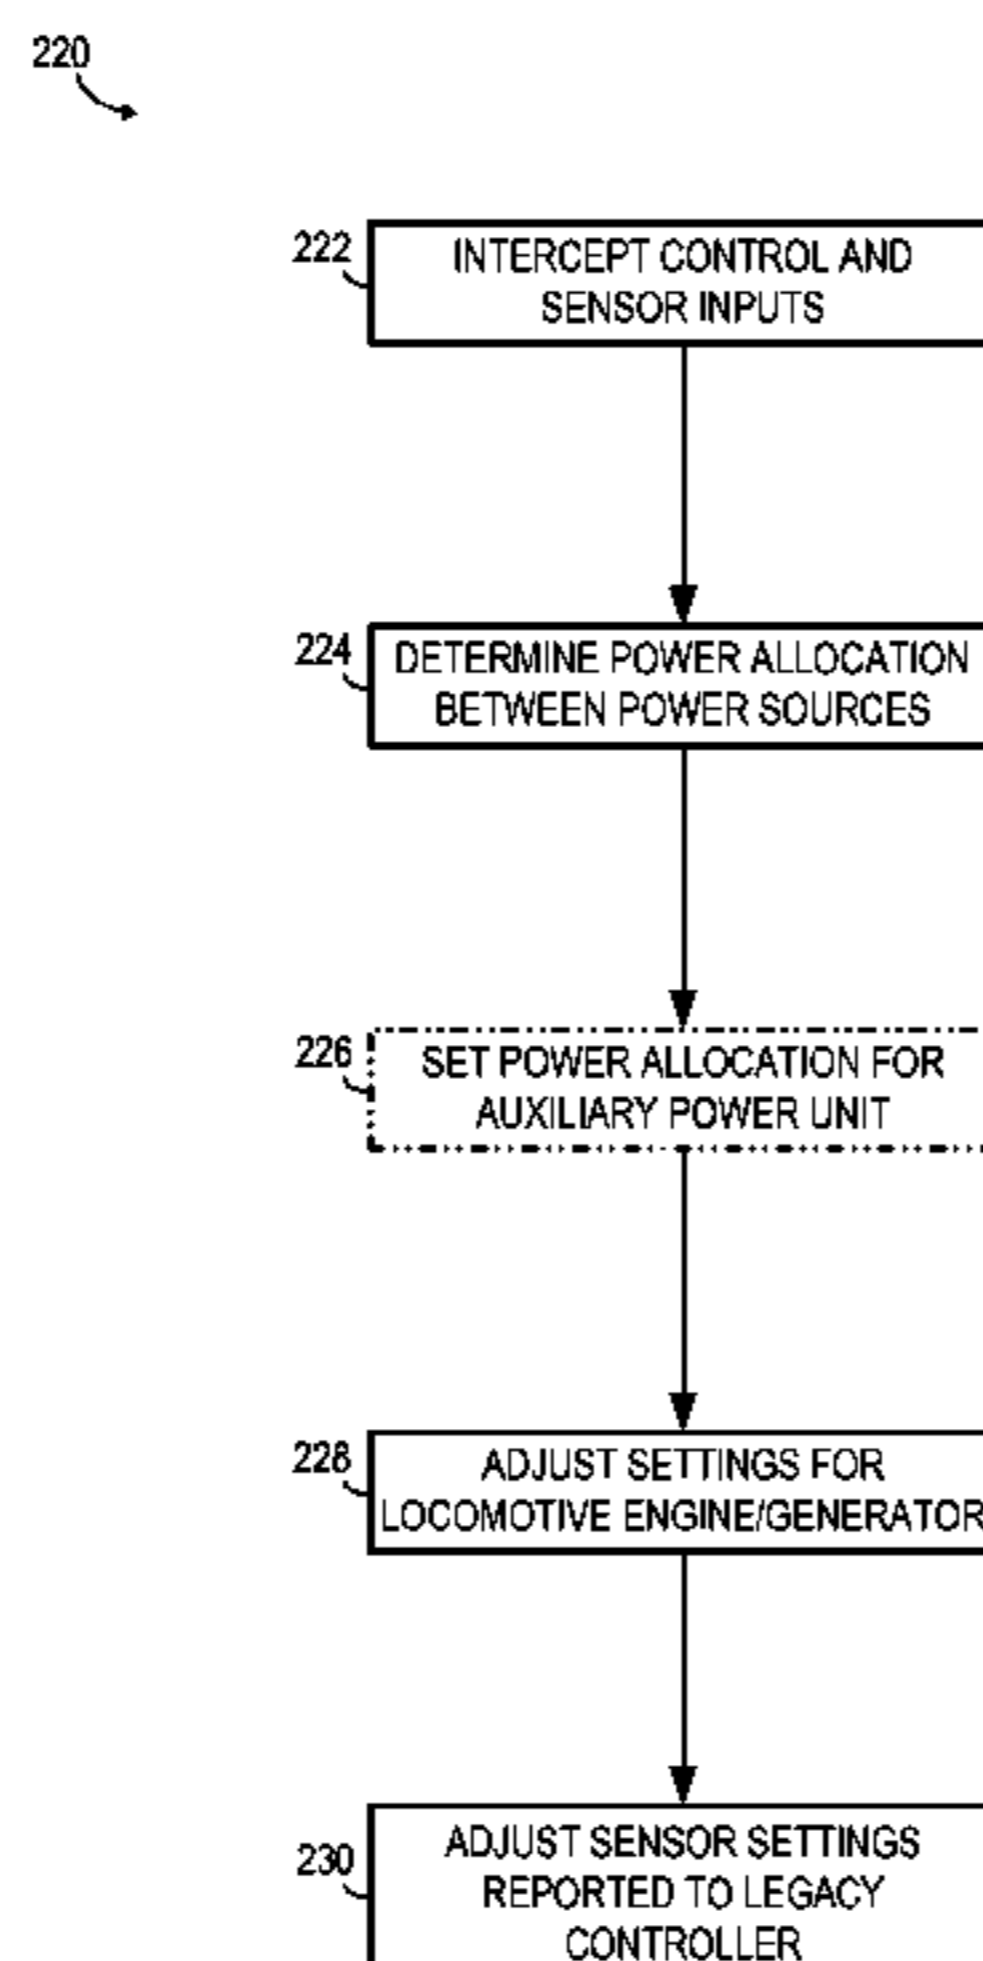 220
222
INTERCEPT CONTROL AND
SENSOR INPUTS
224
DETERMINE POWER ALLOCATION
BETWEEN POWER SOURCES
226
SET POWER ALLOCATION FOR
AUXILIARY POWER UNIT
228
ADJUST SETTINGS FOR
LOCOMOTIVE ENGINE/GENERATOR
230
ADJUST SENSOR SETTINGS
REPORTED TO LEGACY
CONTROLLER